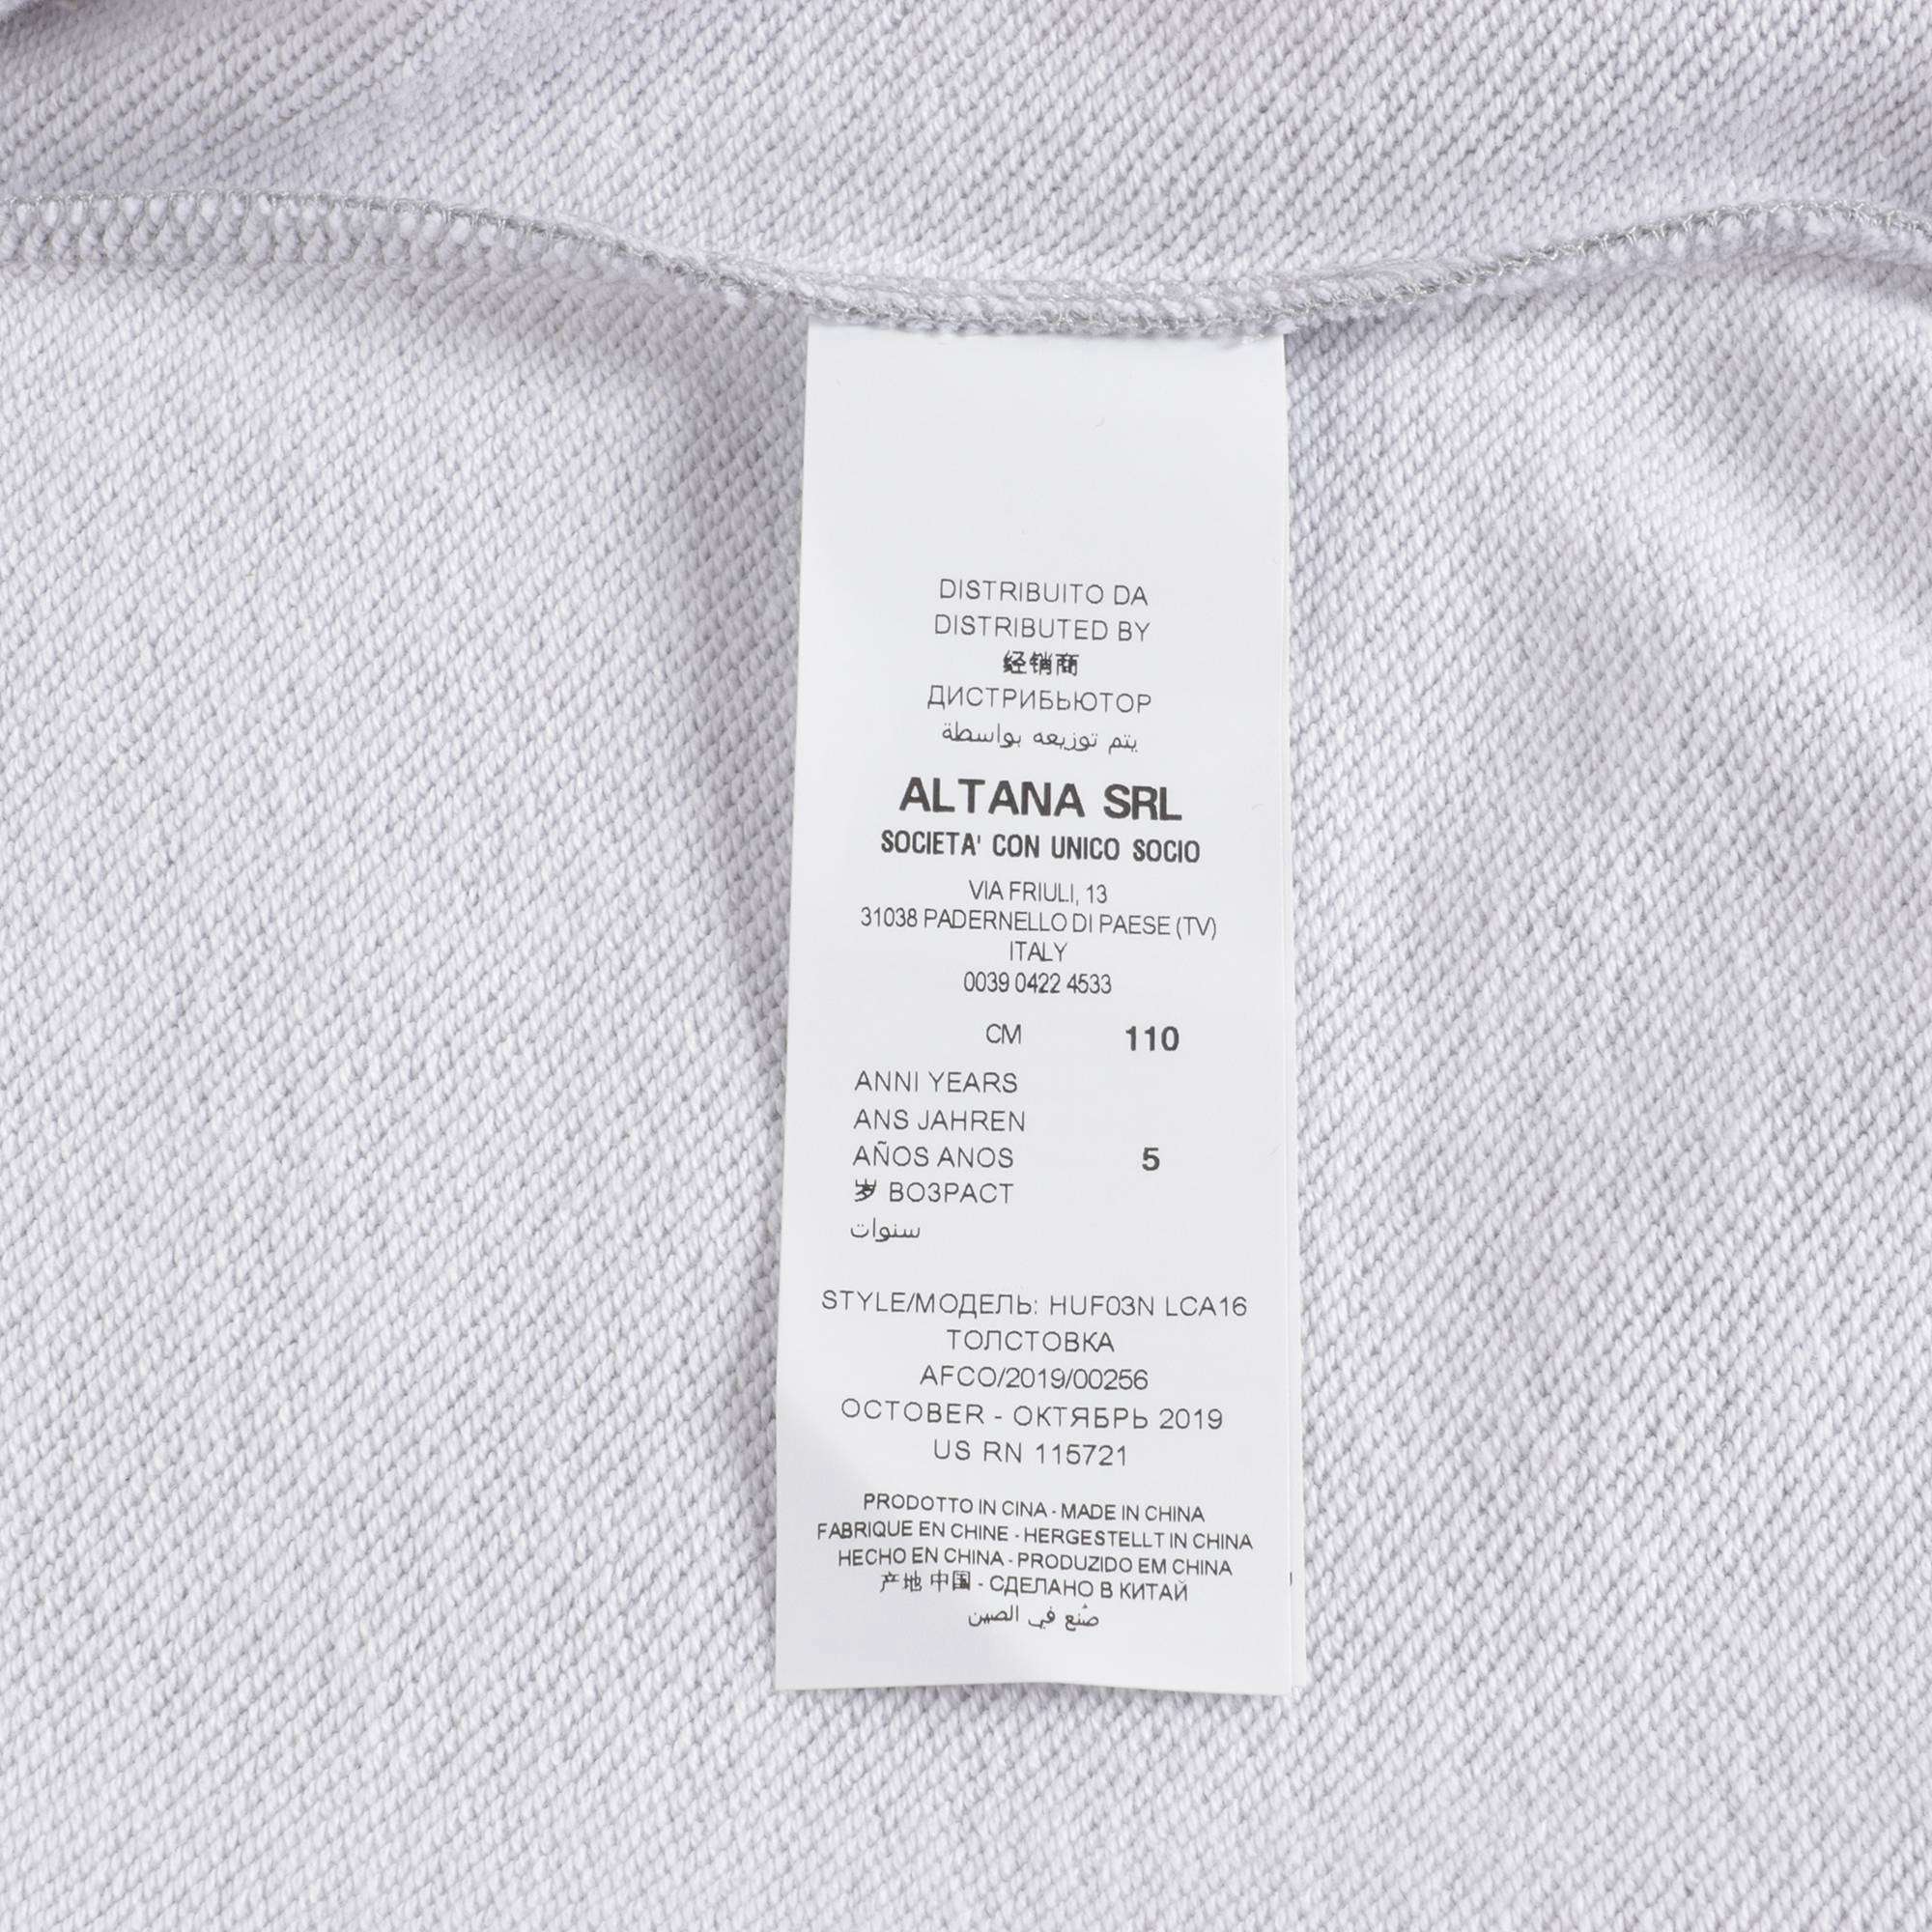 DISTRIBUITO DA
DISTRIBUTED BY
经销商
ДИСТРИБЬЮТОР
يتم توزيعه بواسطة
ALTANA SRL
SOCIETA' CON UNICO SOCIO
VIA FRIULI, 13
31038 PADERNELLO DI PAESE (TV)
ITALY
0039 0422 4533
CM 110
ANNI YEARS
ANS JAHREN
AÑOS ANOS 5
岁 ВОЗРАСТ
سنوات
STYLE/МОДЕЛЬ: HUF03N LCA16
ТОЛСТОВКА
AFCO/2019/00256
OCTOBER - ОКТЯБРЬ 2019
US RN 115721
PRODOTTO IN CINA - MADE IN CHINA
FABRIQUE EN CHINE - HERGESTELLT IN CHINA
HECHO EN CHINA - PRODUZIDO EM CHINA
产地 中国 - СДЕЛАНО В КИТАЙ
صُنع في الصين